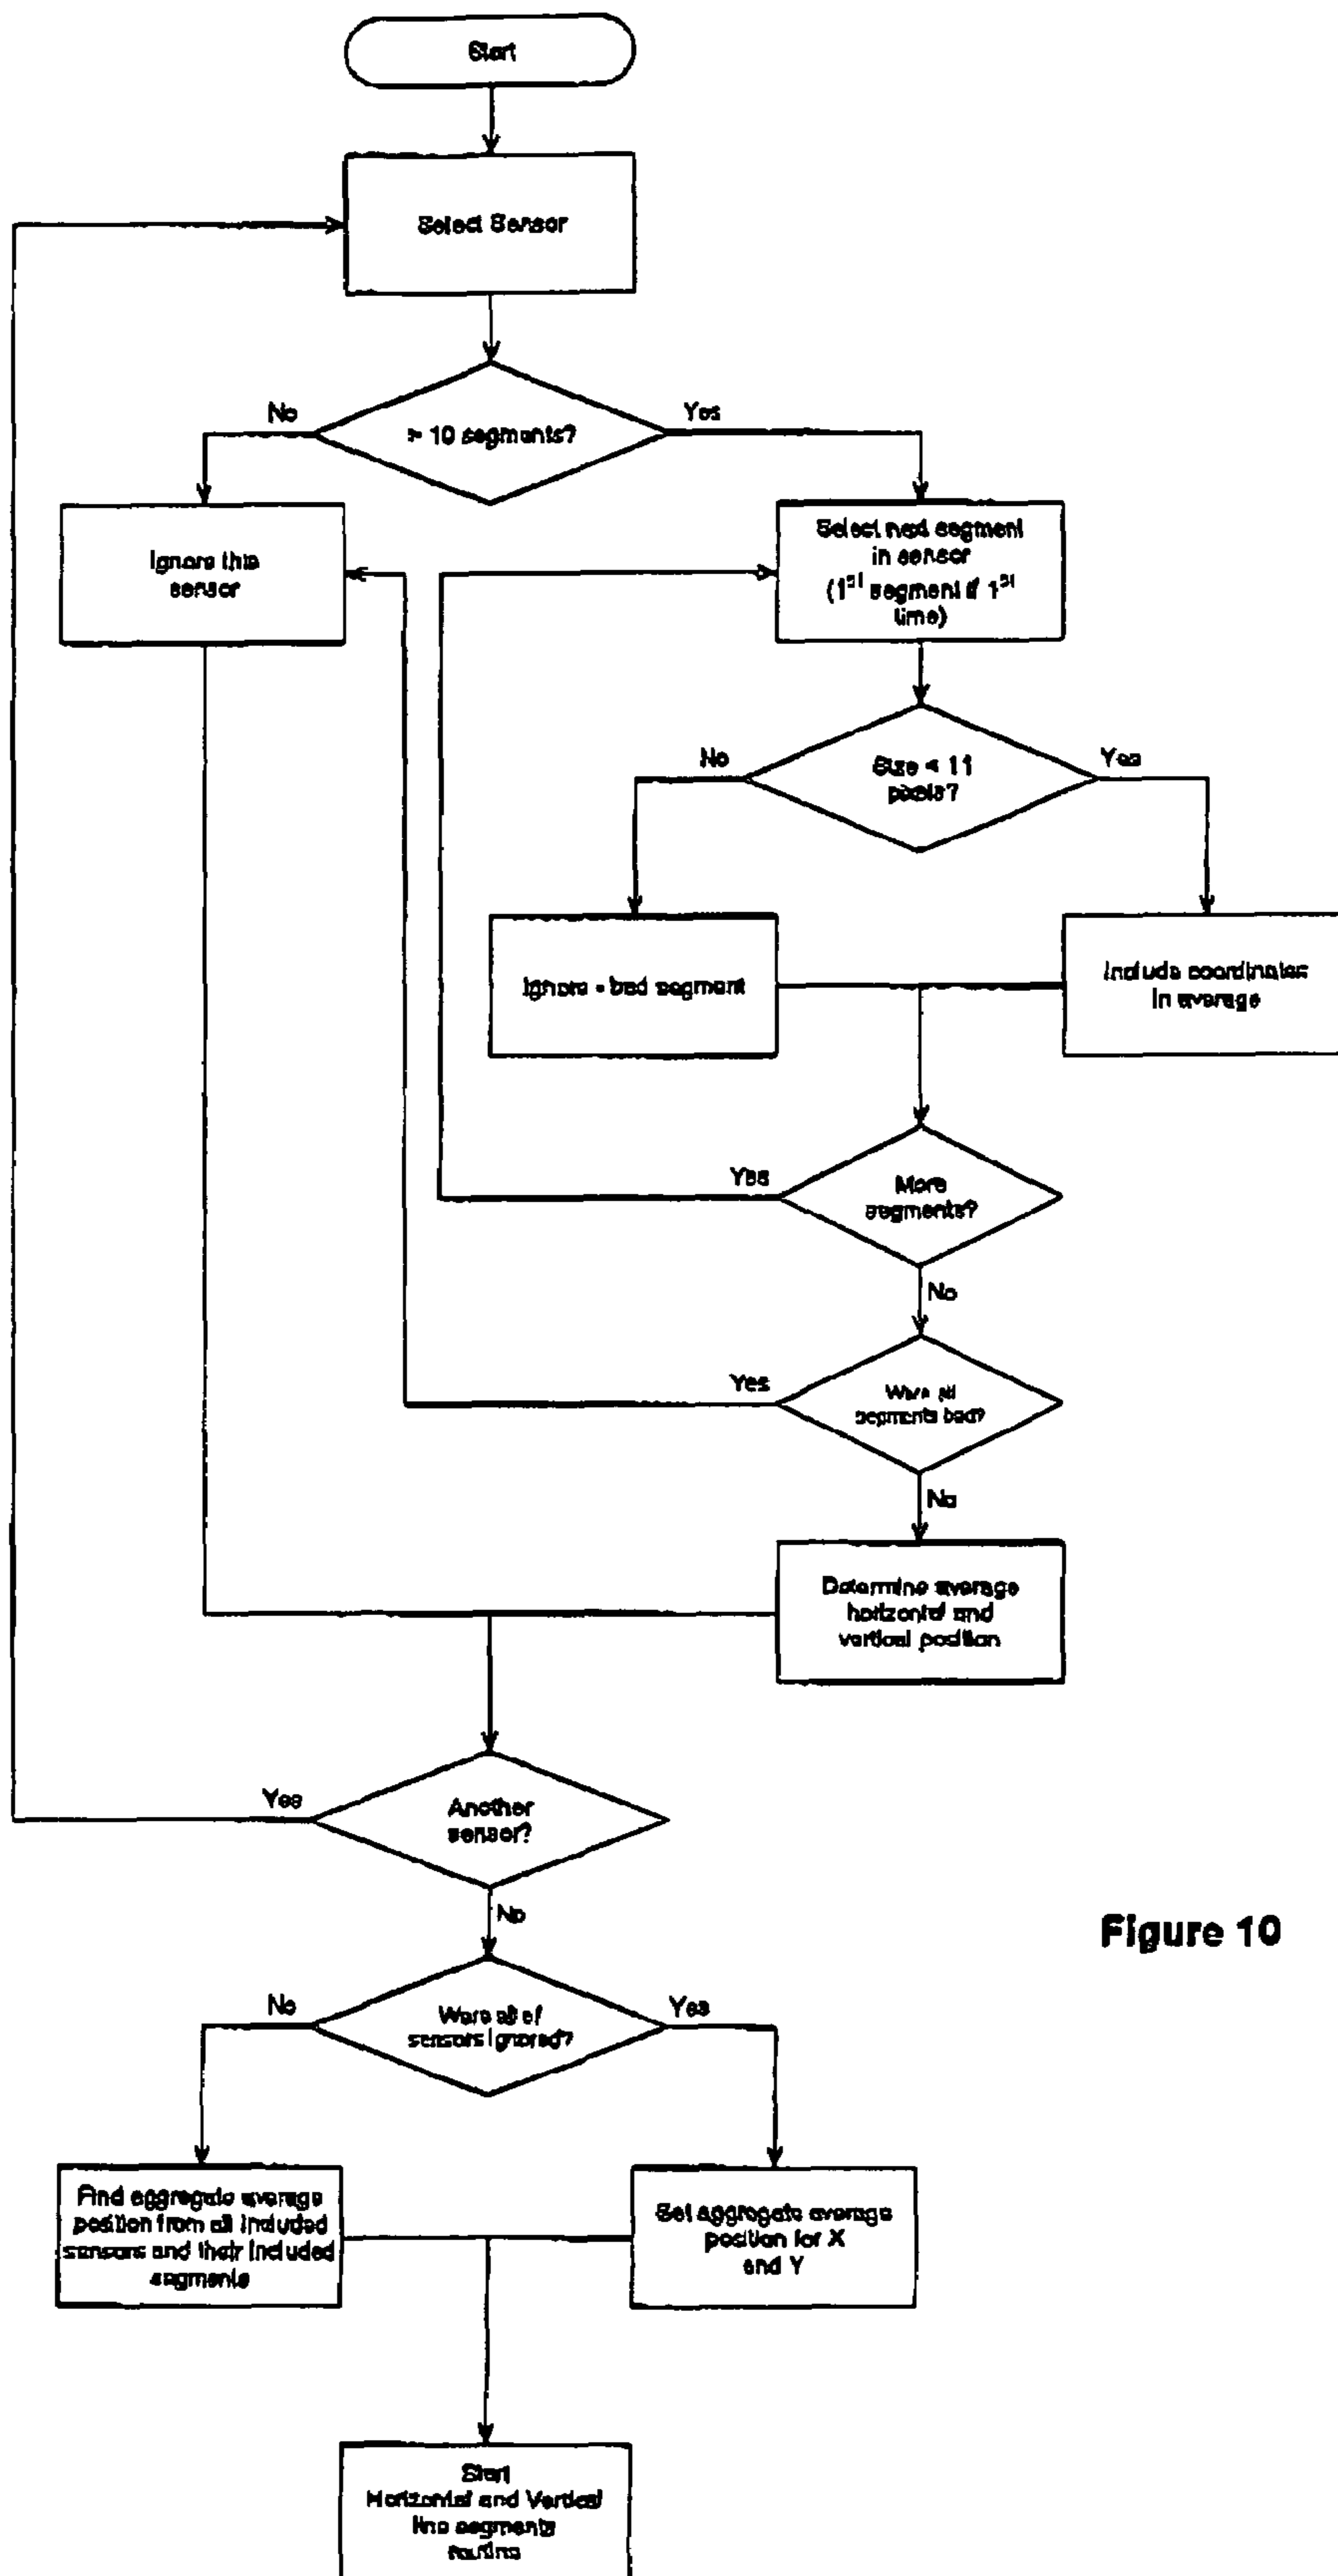 Start
Select Sensor
No
Yes
> 10 segments?
Ignore this
sensor
Select next segment
in sensor
(1st segment if 1st
time)
No
Yes
Size < 11
pixels?
Ignore - bad segment
Include coordinates
in average
Yes
More
segments?
No
Yes
Were all
segments bad?
No
Determine average
horizontal and
vertical position
Yes
Another
sensor?
No
Figure 10
No
Yes
Were all of
sensors ignored?
Find aggregate average
position from all included
sensors and their included
segments
Set aggregate average
position for X
and Y
Start
Horizontal and Vertical
line segments
routine